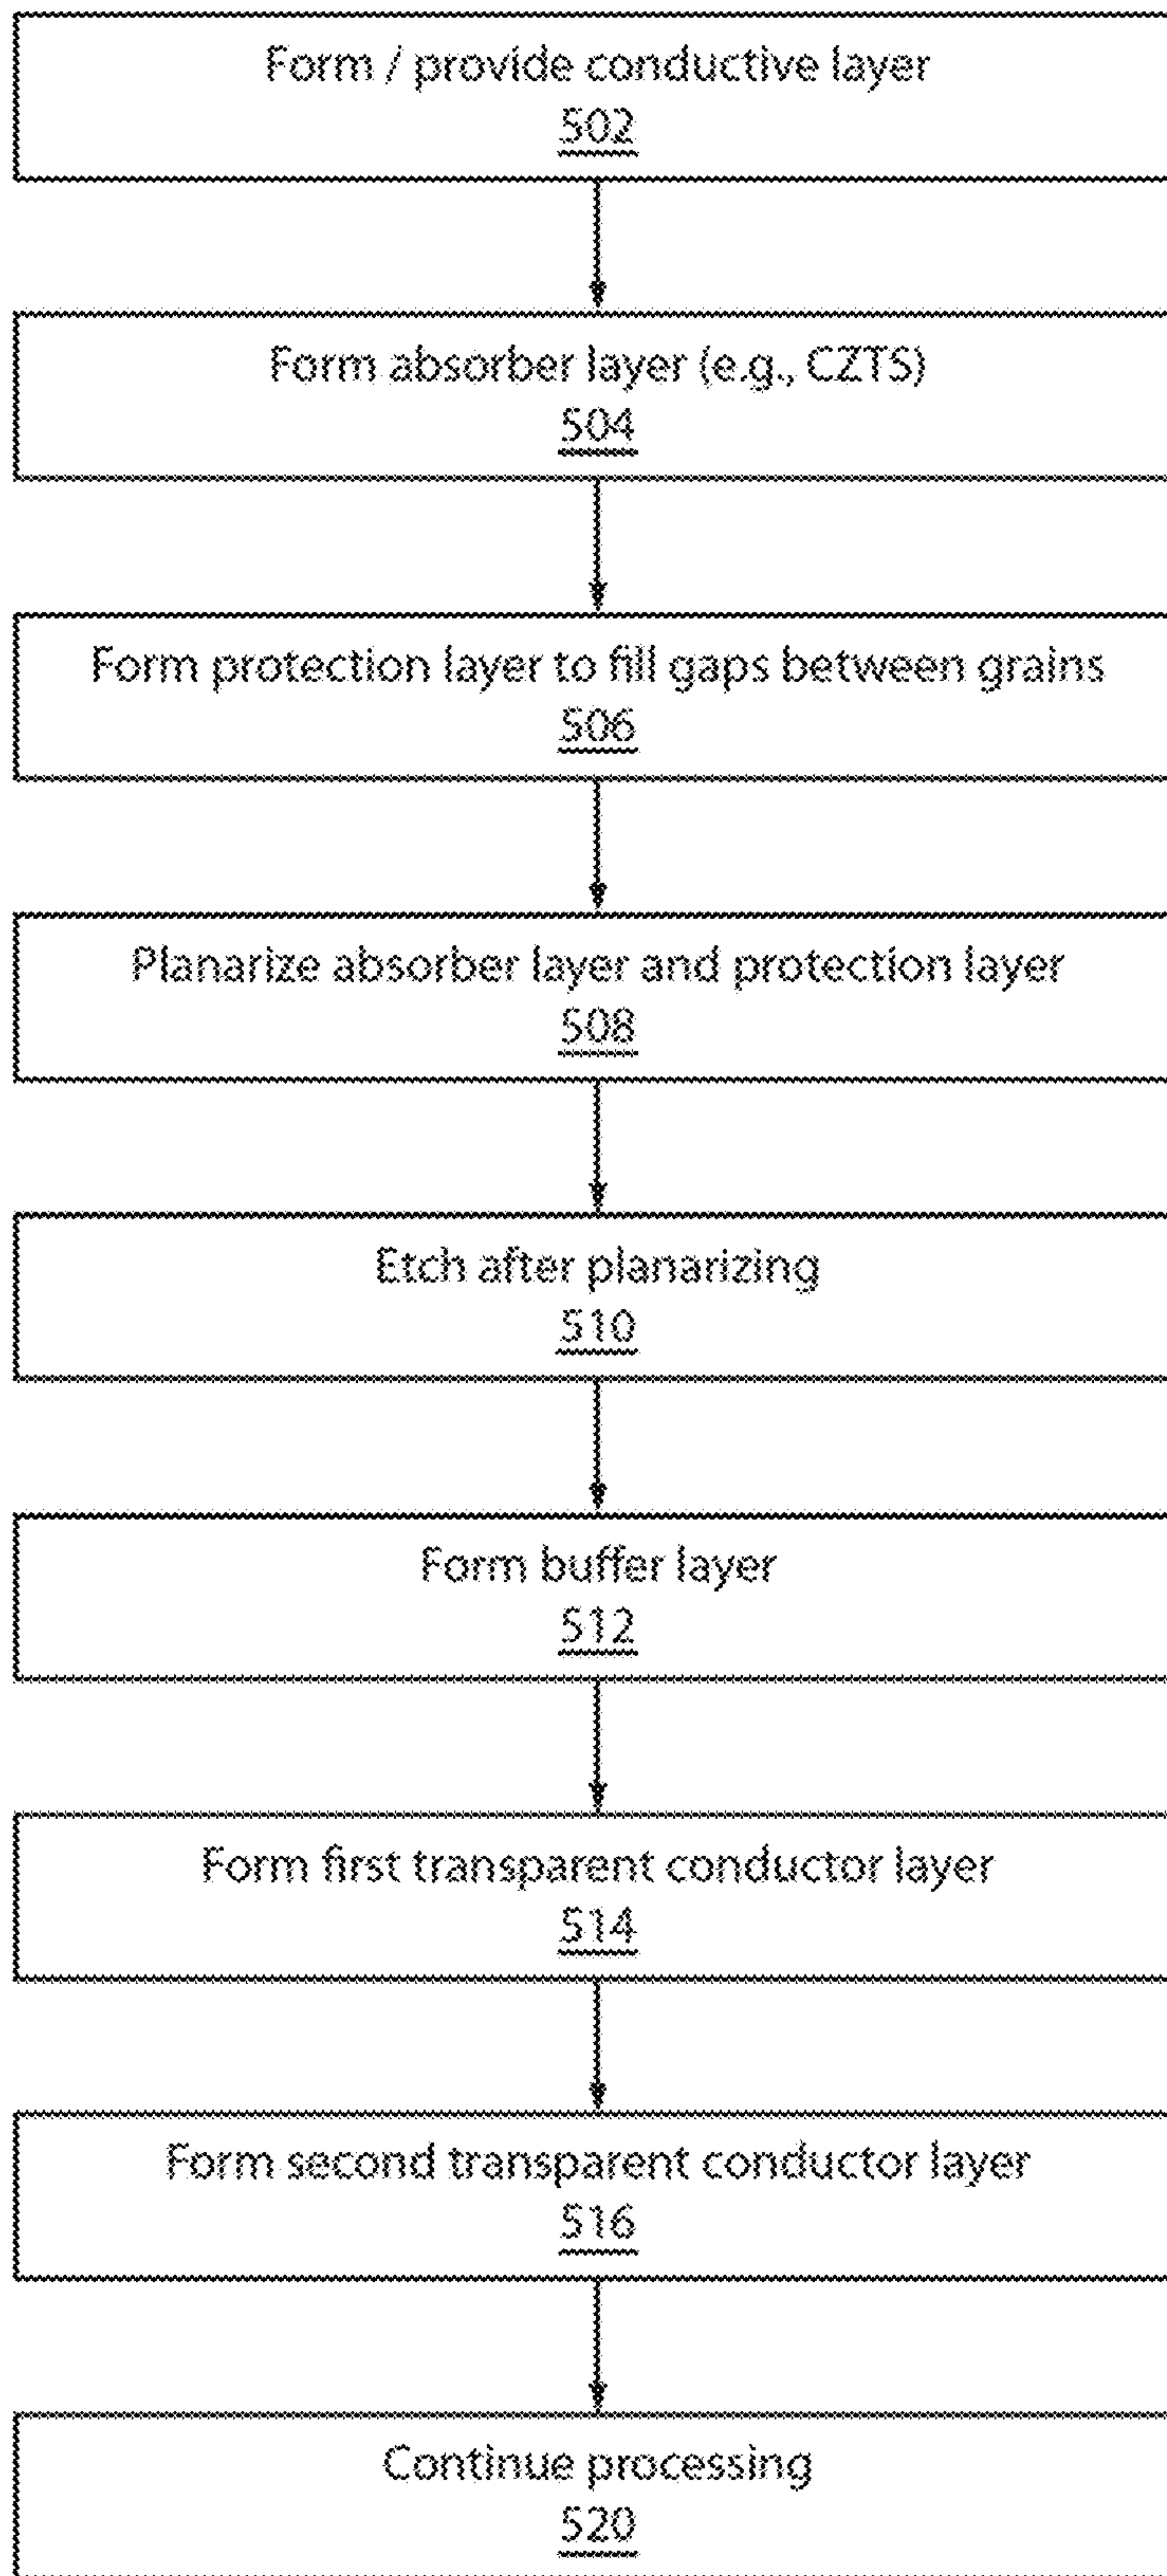 Form / provide conductive layer
502
Form absorber layer (e.g., CZTS)
504
Form protection layer to fill gaps between grains
506
Planarize absorber layer and protection layer
508
Etch after planarizing
510
Form buffer layer
512
Form first transparent conductor layer
514
Form second transparent conductor layer
516
Continue processing
520